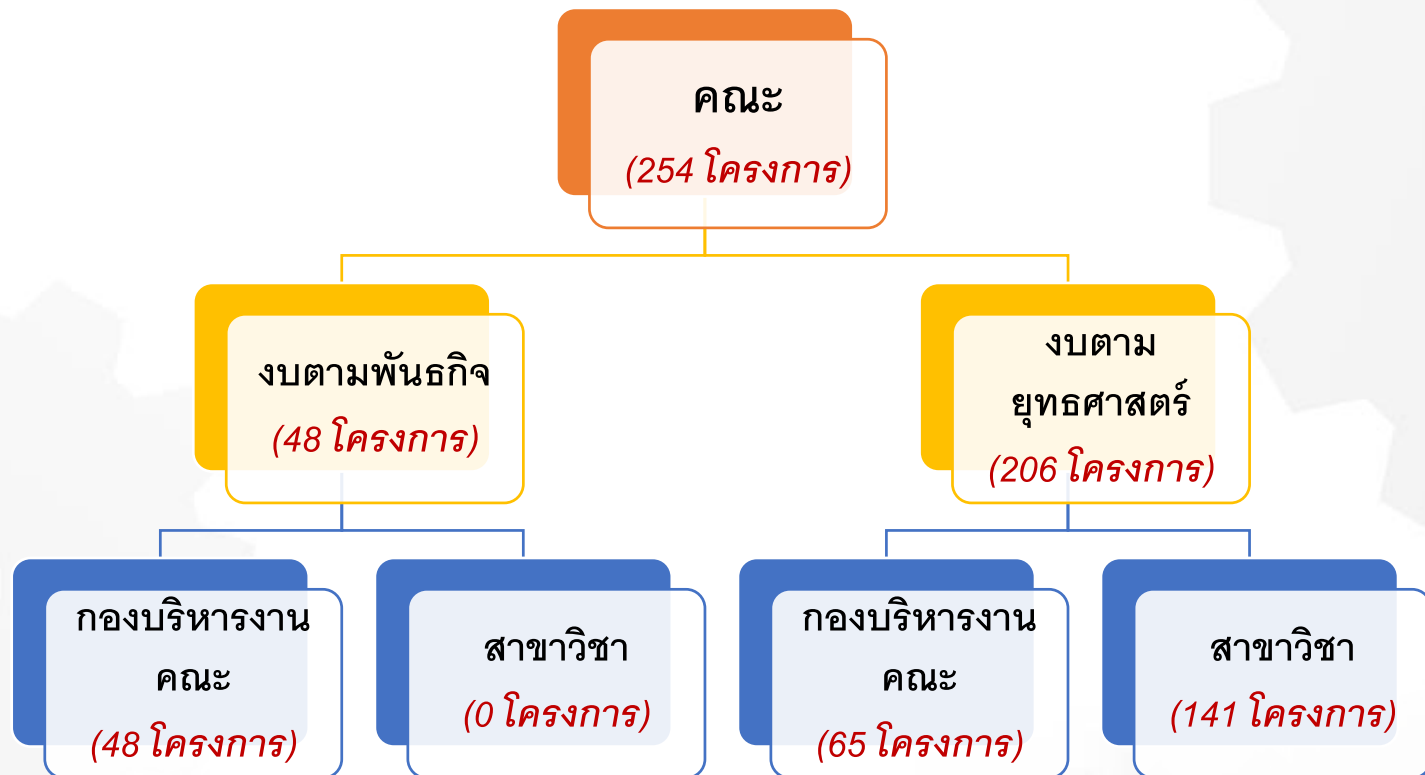 คณะ
(254 โครงการ)
งบตามพันธกิจ
(48 โครงการ)
งบตาม
ยุทธศาสตร์
(206 โครงการ)
กองบริหารงาน
คณะ
(48 โครงการ)
สาขาวิชา
(0 โครงการ)
กองบริหารงาน
คณะ
(65 โครงการ)
สาขาวิชา
(141 โครงการ)